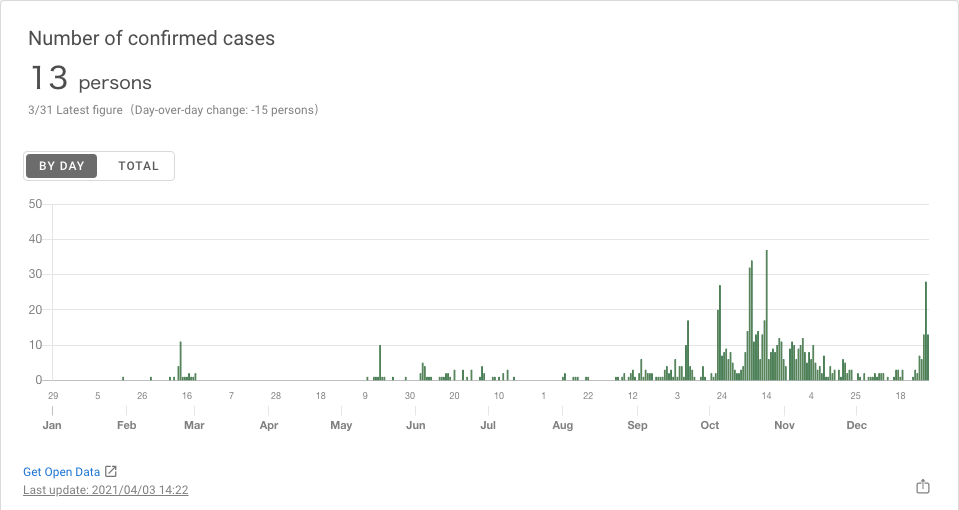 Number of confirmed cases
13 persons
3/31 Latest figure（Day-over-day change: -15 persons）
BY DAY TOTAL
50
40
30
20
10
0
29 5 26 16 7 28 18 9 30 20 10 1 22 12 3 24 14 4 25 18
Jan Feb Mar Apr May Jun Jul Aug Sep Oct Nov Dec
Get Open Data
Last update: 2021/04/03 14:22